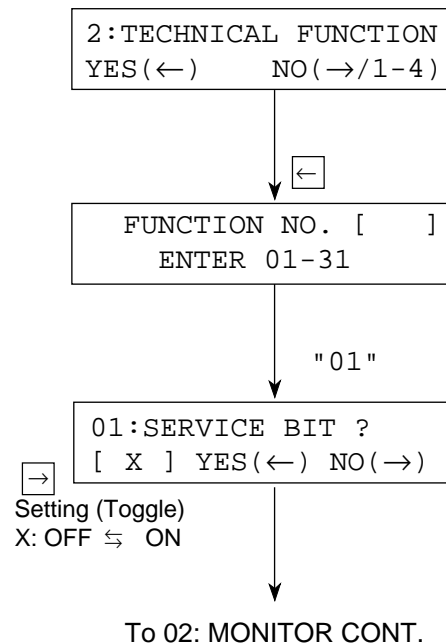 2:TECHNICAL FUNCTION
YES(←) NO(→/1-4)
←
FUNCTION NO. [ ]
ENTER 01-31
"01"
01:SERVICE BIT ?
[ X ] YES(←) NO(→)
→
Setting (Toggle)
X: OFF ⇆ ON
To 02: MONITOR CONT.